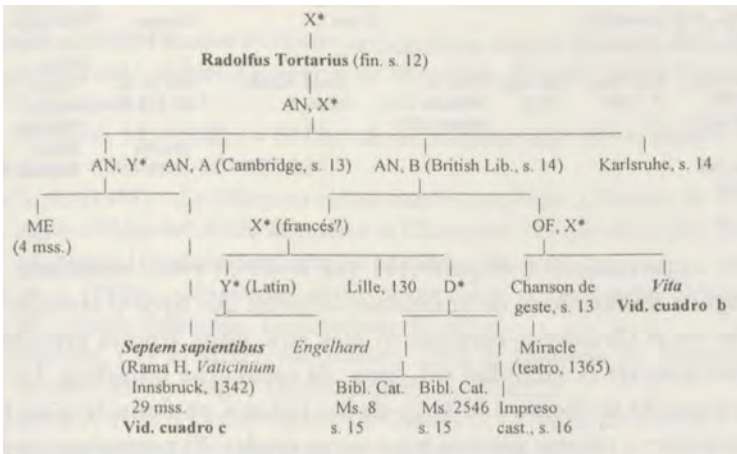 X*
Radolfus Tortarius (fin. s. 12)
AN, X*
AN, Y* AN, A (Cambridge, s. 13) AN, B (British Lib., s. 14) Karlsruhe, s. 14
ME X* (francés?) OF, X*
(4 mss.)
Y* (Latin) Lille, 130 D* Chanson de Vita
geste, s. 13 Vid. cuadro b
Septem sapientibus Engelhard Miracle
(Rama H, Vaticinium (teatro, 1365)
Innsbruck, 1342) Bibl. Cat. Bibl. Cat.
29 mss. Ms. 8 Ms. 2546 Impreso
Vid. cuadro c s. 15 s. 15 cast., s. 16